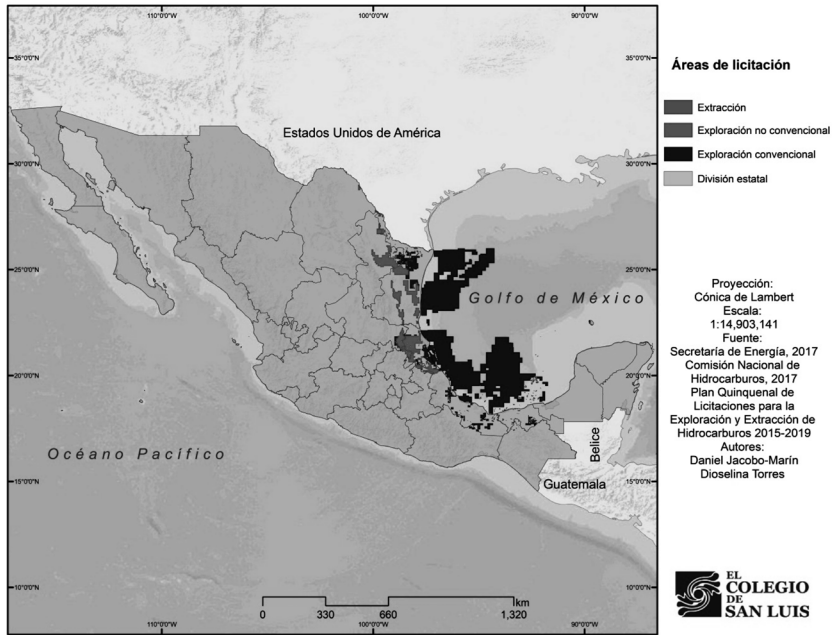 110°0'0"O
100°0'0"O
90°0'0"O
35°0'0"N
35°0'0"N
30°0'0"N
30°0'0"N
25°0'0"N
25°0'0"N
20°0'0"N
20°0'0"N
15°0'0"N
15°0'0"N
10°0'0"N
10°0'0"N
110°0'0"O
100°0'0"O
90°0'0"O
Estados Unidos de América
Golfo de México
Océano Pacífico
Belice
Guatemala
0
330
660
1,320
km
Áreas de licitación
Extracción
Exploración no convencional
Exploración convencional
División estatal
Proyección:
Cónica de Lambert
Escala:
1:14,903,141
Fuente:
Secretaría de Energía, 2017
Comisión Nacional de
Hidrocarburos, 2017
Plan Quinquenal de
Licitaciones para la
Exploración y Extracción de
Hidrocarburos 2015-2019
Autores:
Daniel Jacobo-Marín
Dioselina Torres
EL
COLEGIO
DE
SAN LUIS